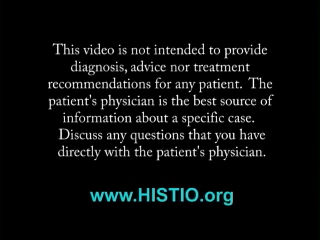 This video is not intended to provide
diagnosis, advice nor treatment
recommendations for any patient. The
patient's physician is the best source of
information about a specific case.
Discuss any questions that you have
directly with the patient's physician.
www.HISTIO.org